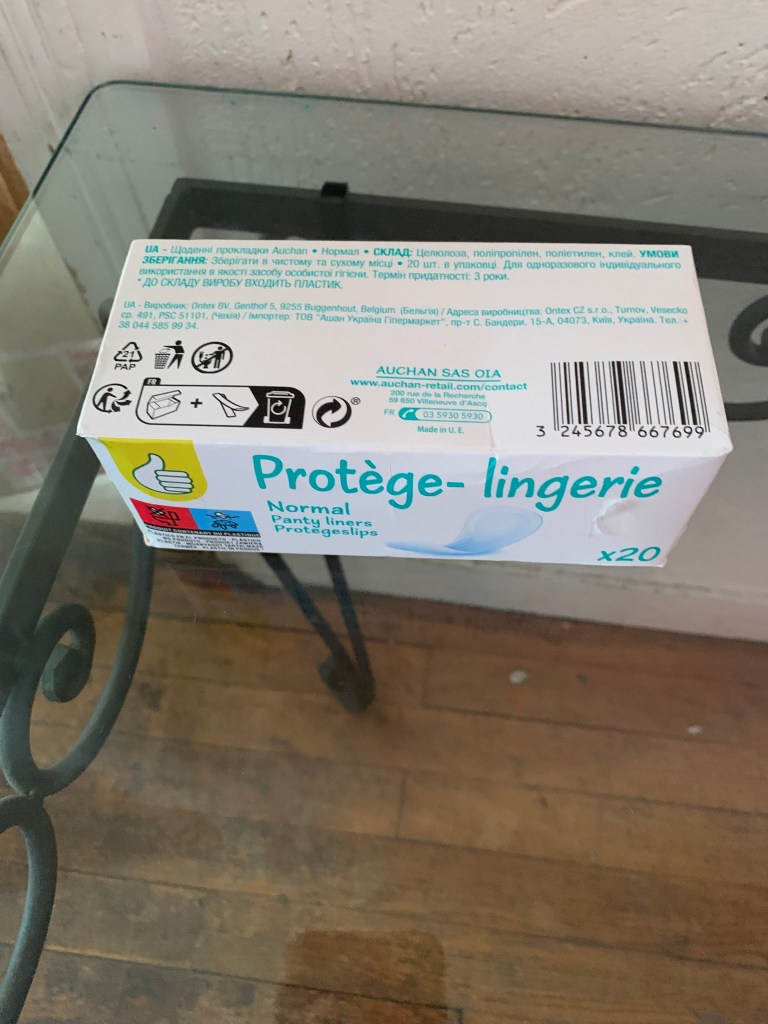 UA - Щоденні прокладки Auchan • Нормал • СКЛАД: Целюлоза, поліпропілен, поліетилен, клей. УМОВИ
ЗБЕРІГАННЯ: Зберігати в чистому та сухому місці • 20 шт. в упаковці. Для одноразового індивідуального
використання в якості засобу особистої гігієни. Термін придатності: 3 роки.
* ДО СКЛАДУ ВИРОБУ ВХОДИТЬ ПЛАСТИК.
UA - Виробник: Ontex BV, Genthof 5, 9255 Buggenhout, Belgium (Бельгія) / Адреса виробництва: Ontex CZ s.r.o., Turnov, Vesecko
cp. 491, PSC 51101, (Чехія) / Імпортер: ТОВ "Ашан Україна Гіпермаркет", пр-т С. Бандери, 15-А, 04073, Київ, Україна. Тел.:+
38 044 585 99 34.
21
PAP
FR
+
®
AUCHAN SAS OIA
www.auchan-retail.com/contact
200 rue de la Recherche
59 650 Villeneuve d'Ascq
FR 03 5930 5930
Made in U. E.
3 245678 667699
Protège- lingerie
Normal
Panty liners
Protegeslips
x20
PRODUIT CONTENANT DU PLASTIQUE